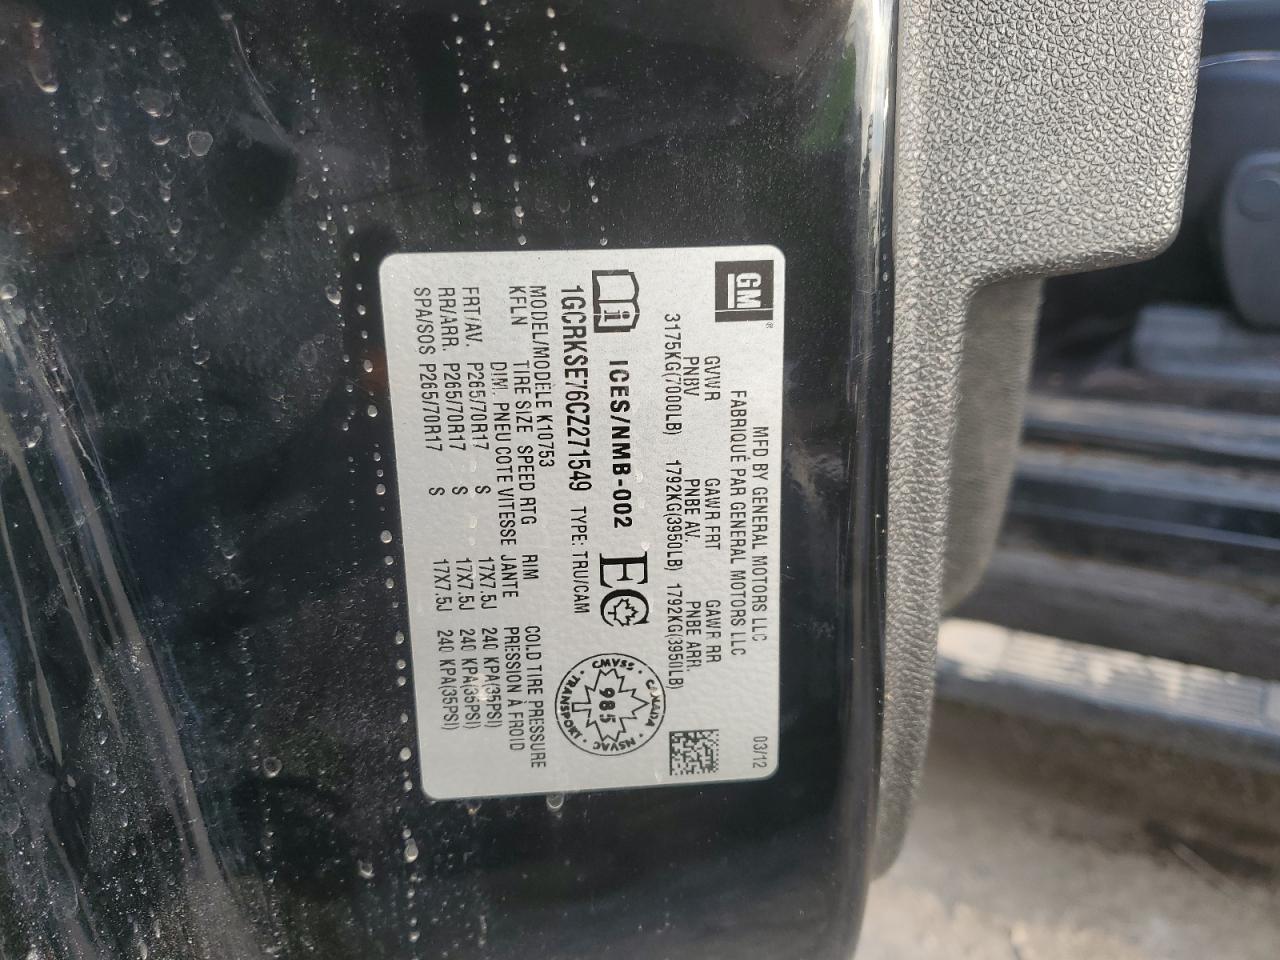 GM
MFD BY GENERAL MOTORS LLC 03/12
FABRIQUÉ PAR GENERAL MOTORS LLC
GVWR GAWR FRT GAWR RR
PNBV PNBE AV. PNBE ARR.
3175KG(7000LB) 1792KG(3950LB) 1792KG(3950LB)
i ICES/NMB-002 EC
CANADA · NSVAC · TRANSPORT · CMVSS ·
985
1GCRKSE76CZ271549 TYPE: TRU/CAM
MODEL/MODÈLE K10753
KFLN TIRE SIZE SPEED RTG RIM COLD TIRE PRESSURE
DIM. PNEU COTE VITESSE JANTE PRESSION À FROID
FRT/AV. P265/70R17 S 17X7.5J 240 KPA(35PSI)
RR/ARR. P265/70R17 S 17X7.5J 240 KPA(35PSI)
SPA/SOS P265/70R17 S 17X7.5J 240 KPA(35PSI)